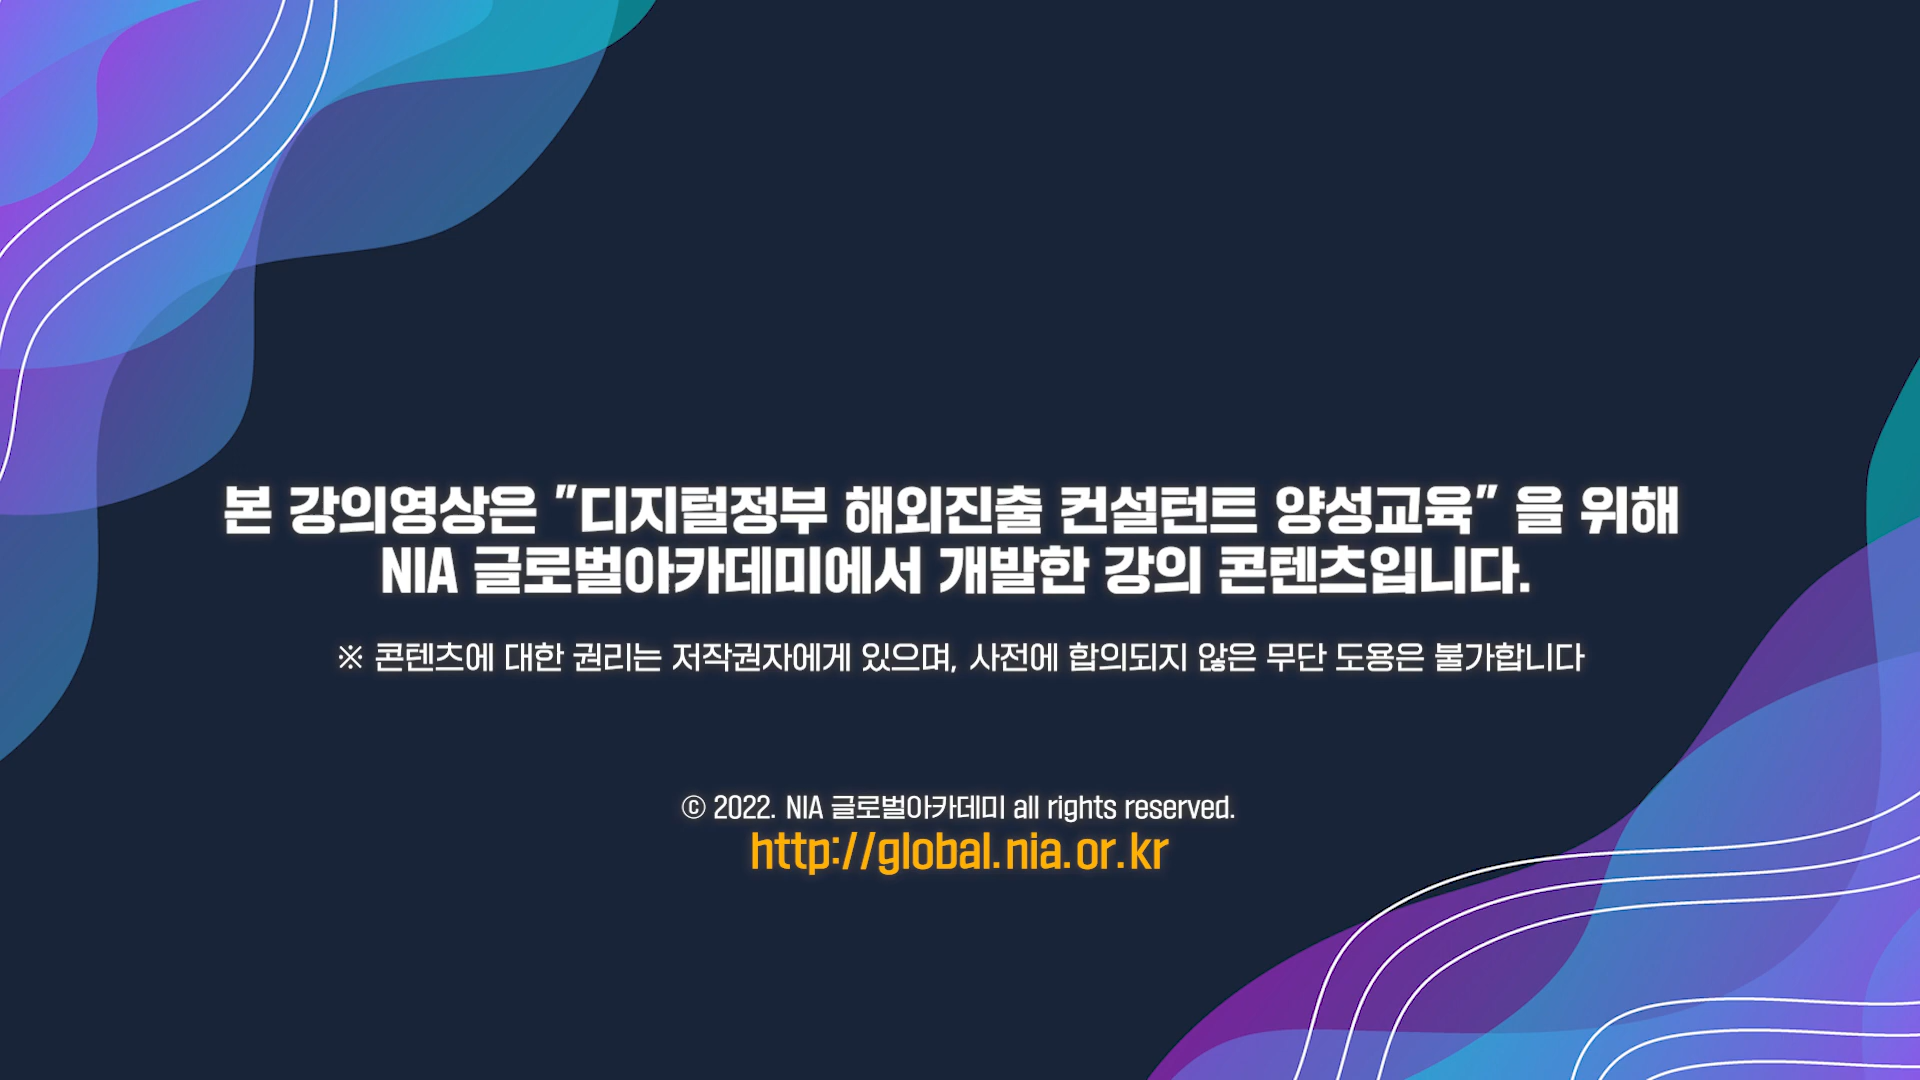 본 강의영상은 "디지털정부 해외진출 컨설턴트 양성교육" 을 위해
NIA 글로벌아카데미에서 개발한 강의 콘텐츠입니다.
※ 콘텐츠에 대한 권리는 저작권자에게 있으며, 사전에 합의되지 않은 무단 도용은 불가합니다
© 2022. NIA 글로벌아카데미 all rights reserved.
http://global.nia.or.kr